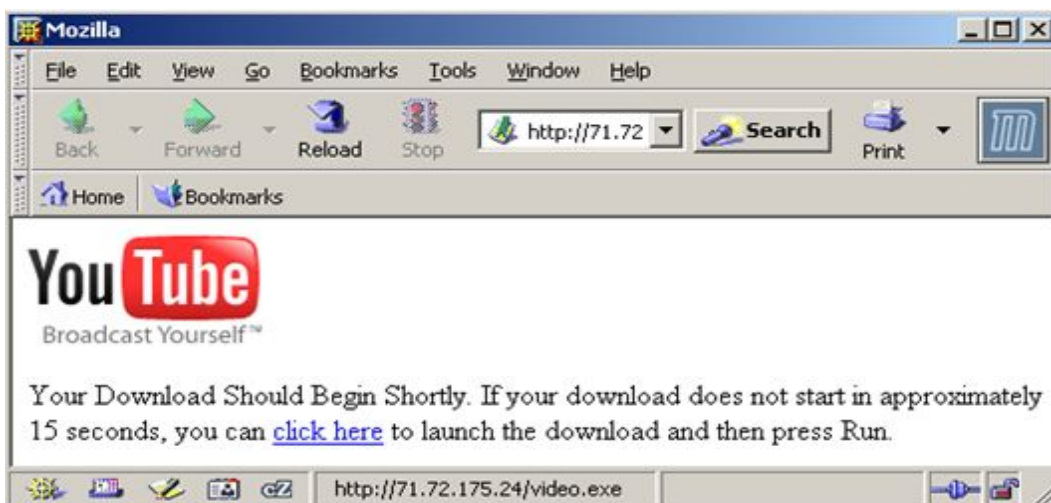 Mozilla
File Edit View Go Bookmarks Tools Window Help
Back Forward Reload Stop http://71.72 Search Print
Home Bookmarks
YouTube
Broadcast Yourself™
Your Download Should Begin Shortly. If your download does not start in approximately
15 seconds, you can click here to launch the download and then press Run.
http://71.72.175.24/video.exe